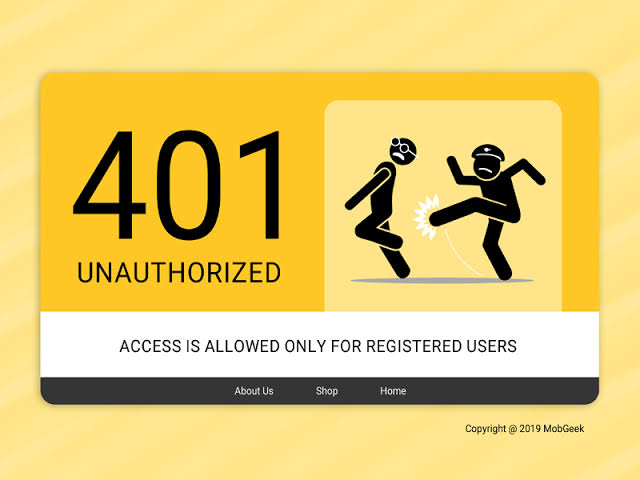 401
UNAUTHORIZED
ACCESS IS ALLOWED ONLY FOR REGISTERED USERS
About Us Shop Home
Copyright @ 2019 MobGeek